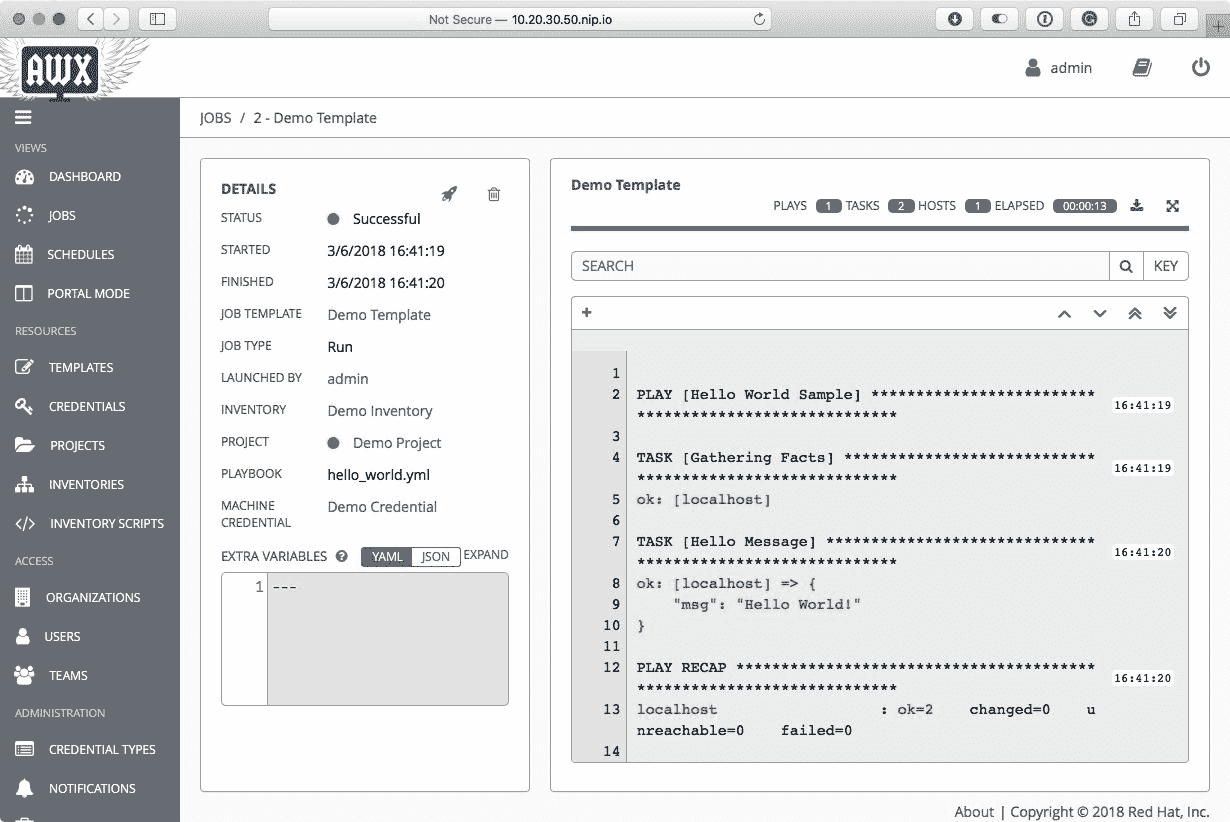 Not Secure — 10.20.30.50.nip.io
AWX
admin
JOBS / 2 - Demo Template
VIEWS
DASHBOARD
JOBS
SCHEDULES
PORTAL MODE
RESOURCES
TEMPLATES
CREDENTIALS
PROJECTS
INVENTORIES
INVENTORY SCRIPTS
ACCESS
ORGANIZATIONS
USERS
TEAMS
ADMINISTRATION
CREDENTIAL TYPES
NOTIFICATIONS
DETAILS
STATUS Successful
STARTED 3/6/2018 16:41:19
FINISHED 3/6/2018 16:41:20
JOB TEMPLATE Demo Template
JOB TYPE Run
LAUNCHED BY admin
INVENTORY Demo Inventory
PROJECT Demo Project
PLAYBOOK hello_world.yml
MACHINE
CREDENTIAL Demo Credential
EXTRA VARIABLES ? YAML JSON EXPAND
1 ---
Demo Template
PLAYS 1 TASKS 2 HOSTS 1 ELAPSED 00:00:13
SEARCH KEY
1
2 PLAY [Hello World Sample] ************************* 16:41:19
*****************************
3
4 TASK [Gathering Facts] **************************** 16:41:19
*****************************
5 ok: [localhost]
6
7 TASK [Hello Message] ****************************** 16:41:20
*****************************
8 ok: [localhost] => {
9 "msg": "Hello World!"
10 }
11
12 PLAY RECAP **************************************** 16:41:20
*****************************
13 localhost : ok=2 changed=0 u
nreachable=0 failed=0
14
About | Copyright © 2018 Red Hat, Inc.